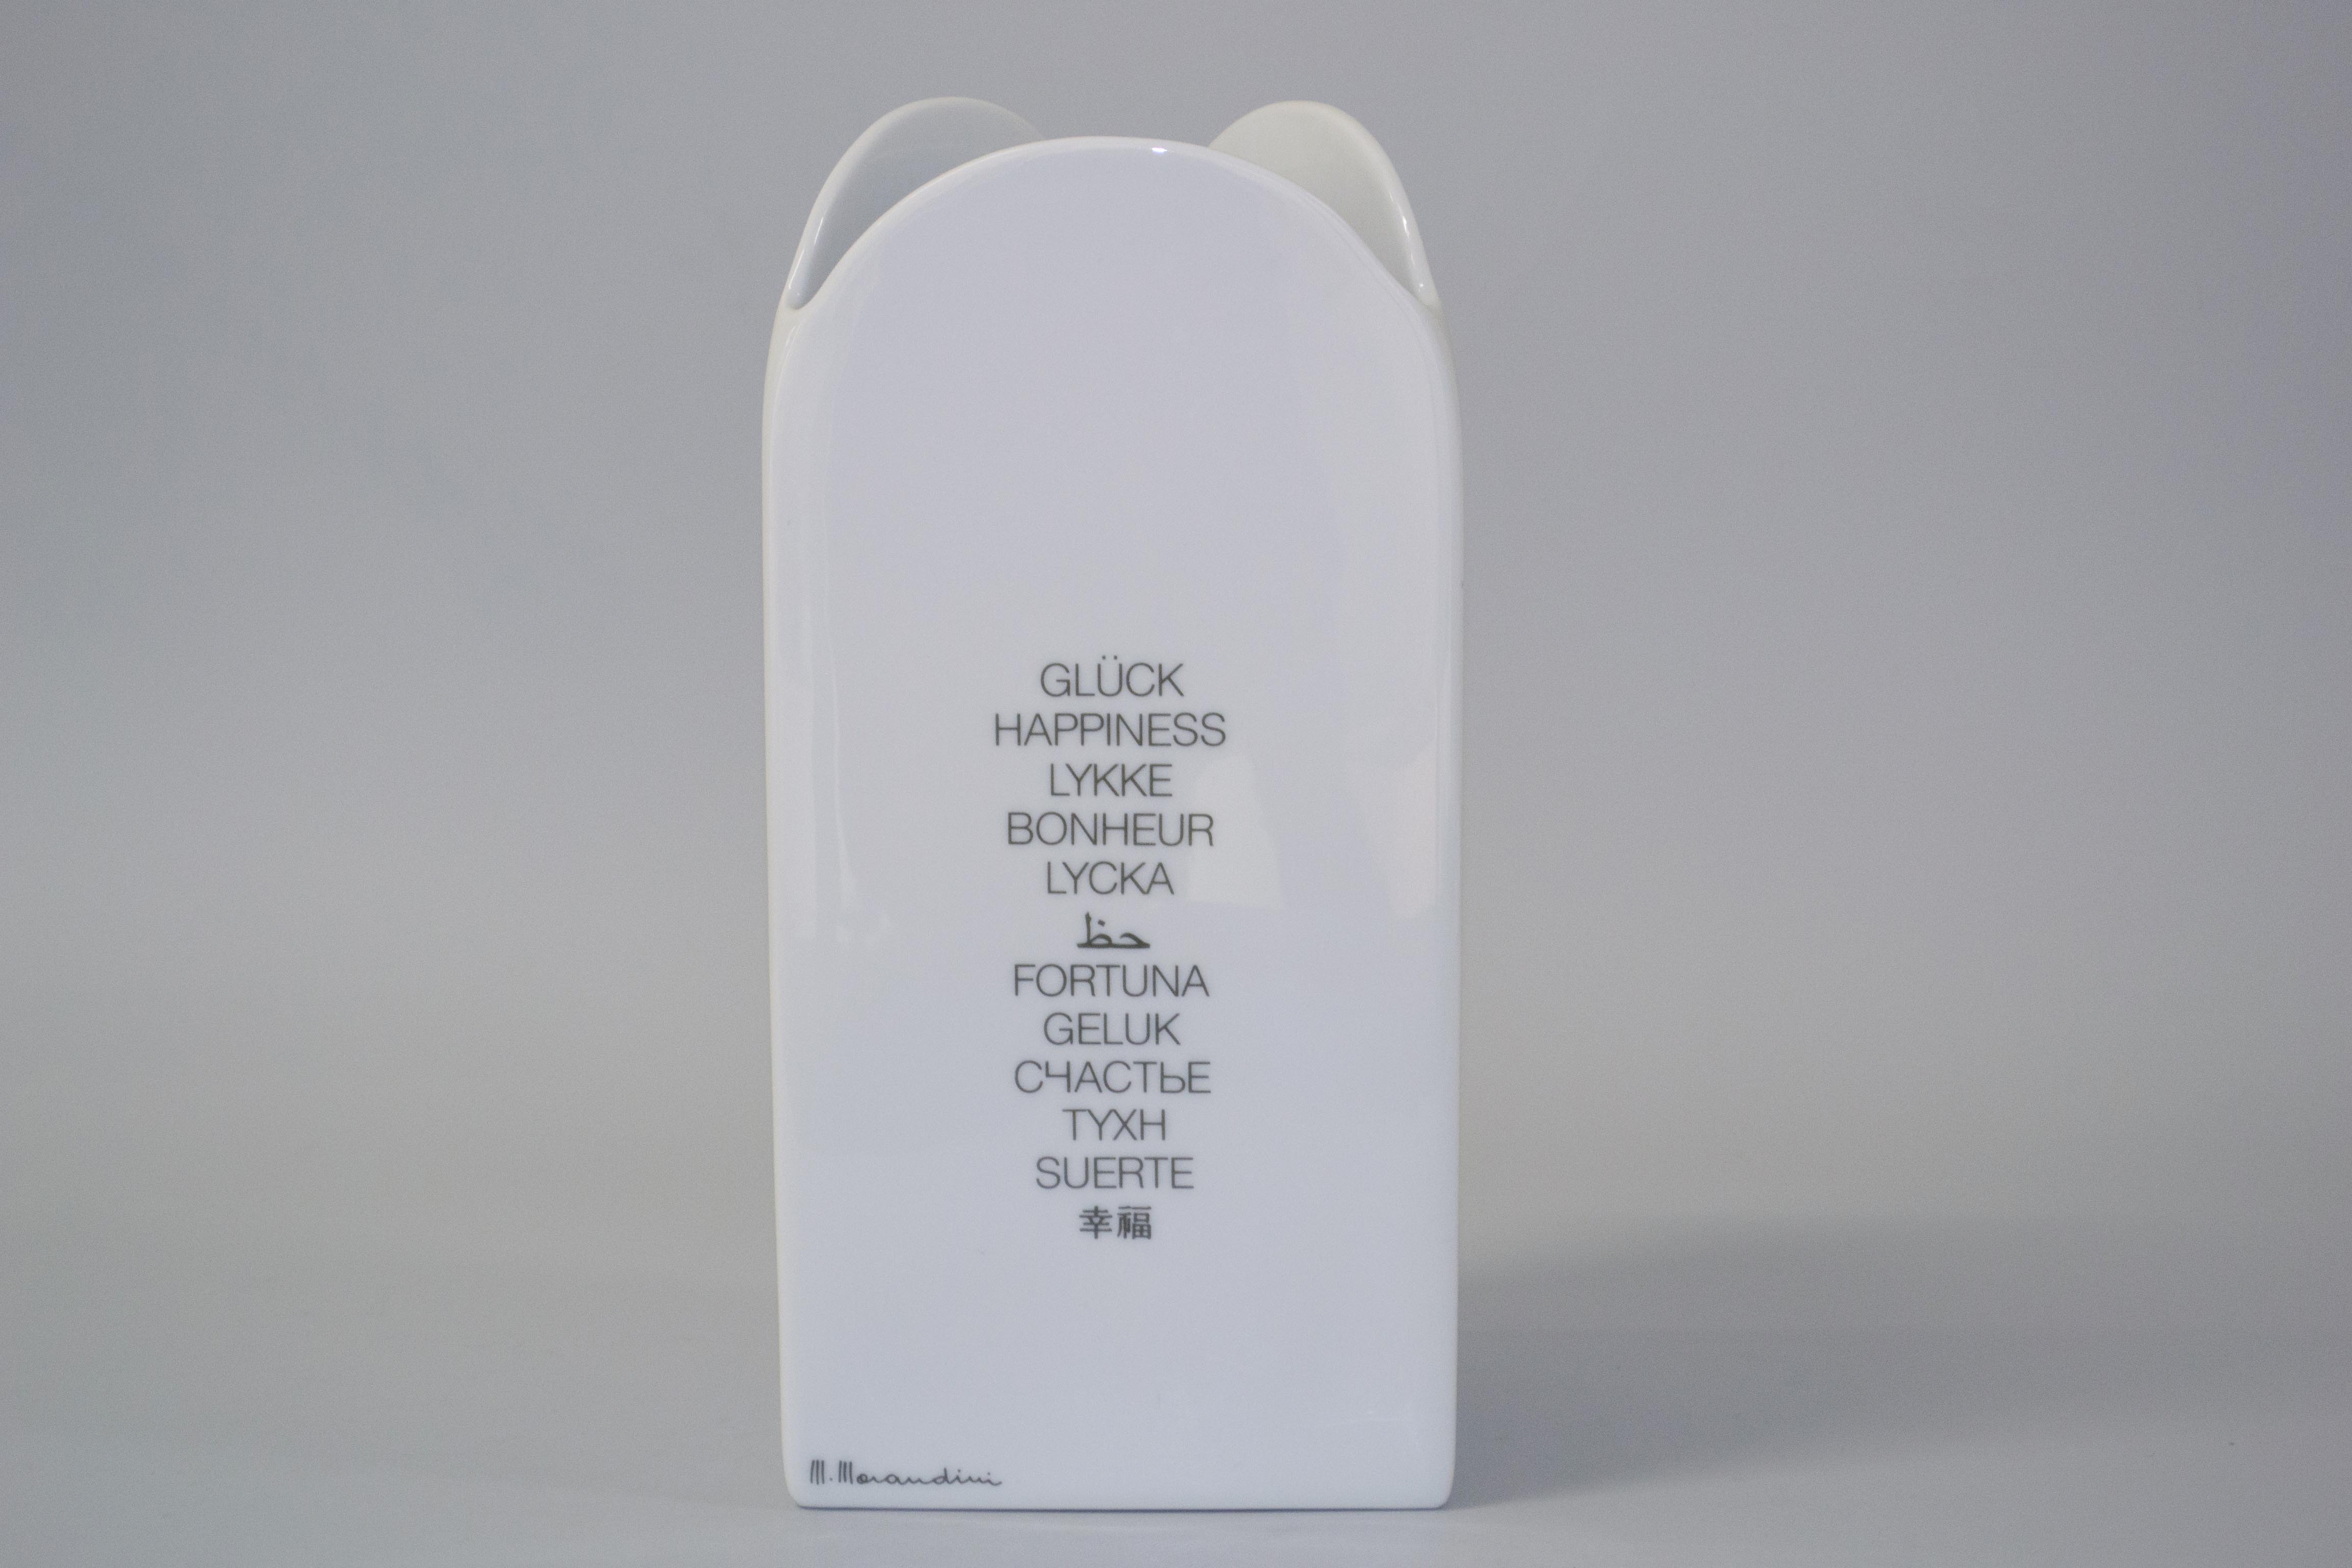 GLÜCK
HAPPINESS
LYKKE
BONHEUR
LYCKA
حظ
FORTUNA
GELUK
СЧАСТЬЕ
ΤΥΧΗ
SUERTE
幸福
M. Morandini